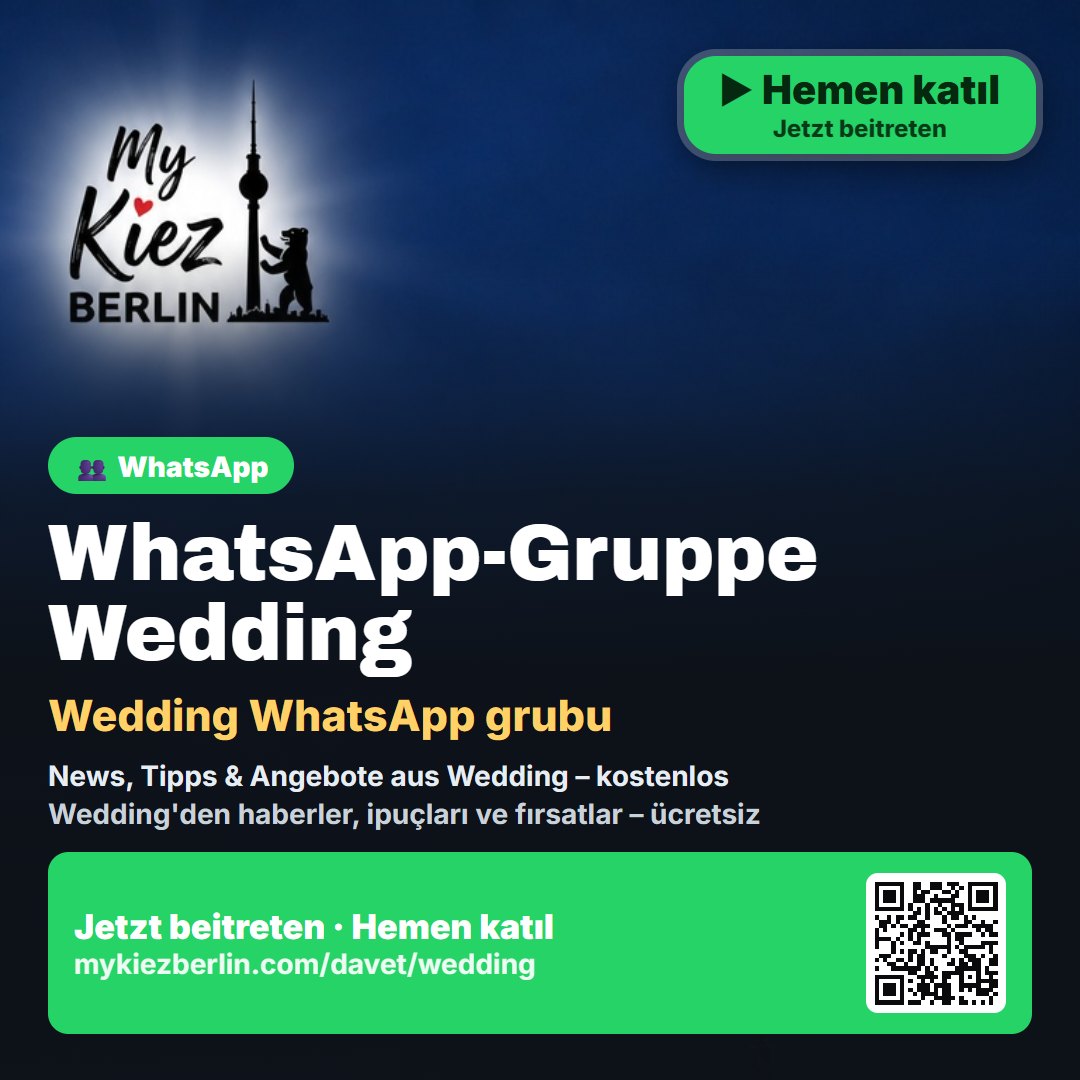 My
Kiez
BERLIN
▶ Hemen katıl
Jetzt beitreten
👥 WhatsApp
WhatsApp-Gruppe
Wedding
Wedding WhatsApp grubu
News, Tipps & Angebote aus Wedding – kostenlos
Wedding'den haberler, ipuçları ve fırsatlar – ücretsiz
Jetzt beitreten · Hemen katıl
mykiezberlin.com/davet/wedding